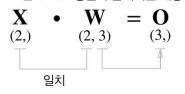 X • W = O
(2,) (2, 3) (3,)
일치